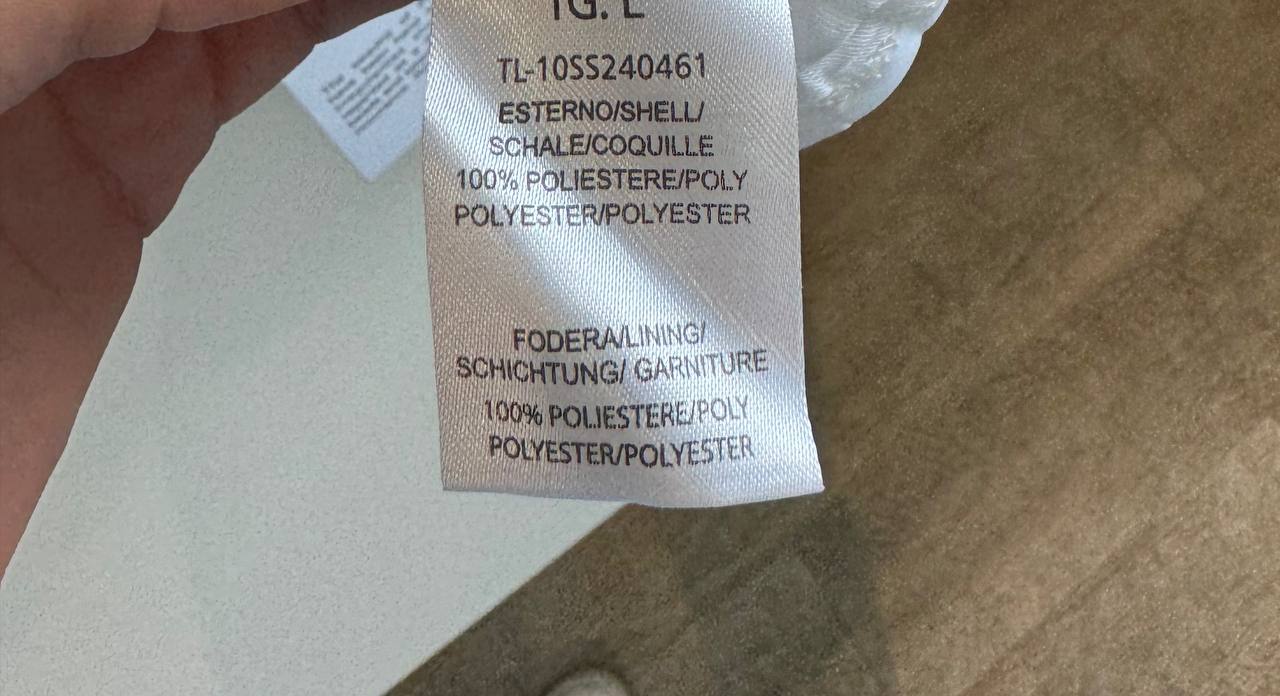 TG. L
TL-10SS240461
ESTERNO/SHELL/
SCHALE/COQUILLE
100% POLIESTERE/POLY
POLYESTER/POLYESTER
FODERA/LINING/
SCHICHTUNG/ GARNITURE
100% POLIESTERE/POLY
POLYESTER/POLYESTER